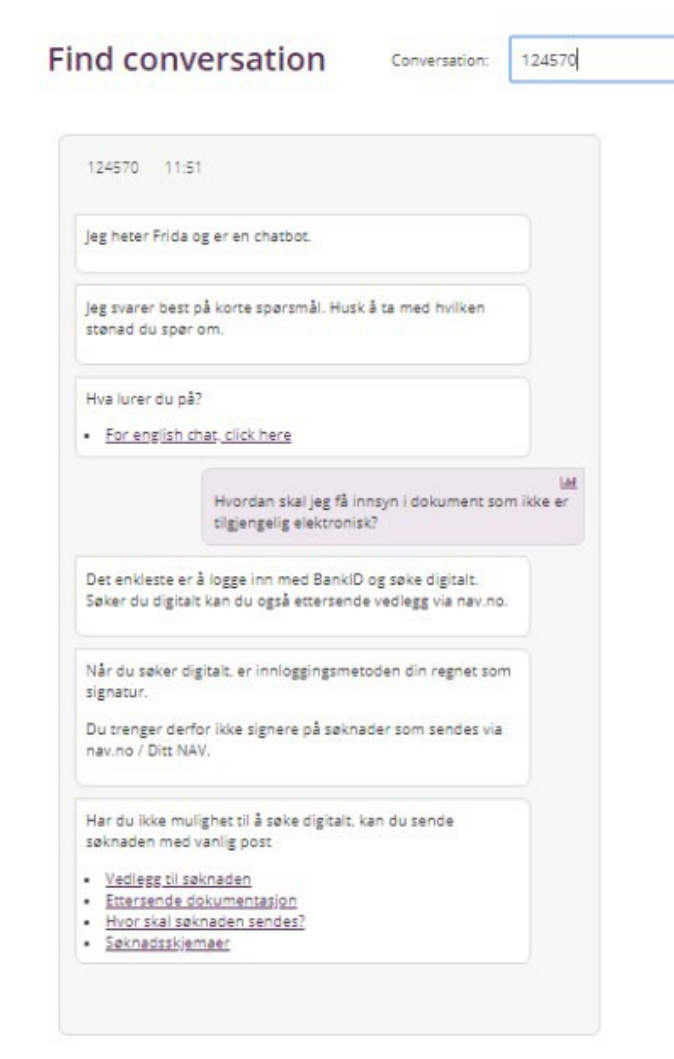 Find conversation
Conversation: 124570
124570 11:51
Jeg heter Frida og er en chatbot.
Jeg svarer best på korte spørsmål. Husk å ta med hvilken
stønad du spør om.
Hva lurer du på?
• For english chat, click here
Hvordan skal jeg få innsyn i dokument som ikke er
tilgjengelig elektronisk?
Det enkleste er å logge inn med BankID og søke digitalt.
Søker du digitalt kan du også ettersende vedlegg via nav.no.
Når du søker digitalt, er innloggingsmetoden din regnet som
signatur.
Du trenger derfor ikke signere på søknader som sendes via
nav.no / Ditt NAV.
Har du ikke mulighet til å søke digitalt, kan du sende
søknaden med vanlig post
• Vedlegg til søknaden
• Ettersende dokumentasjon
• Hvor skal søknaden sendes?
• Søknadsskjemaer